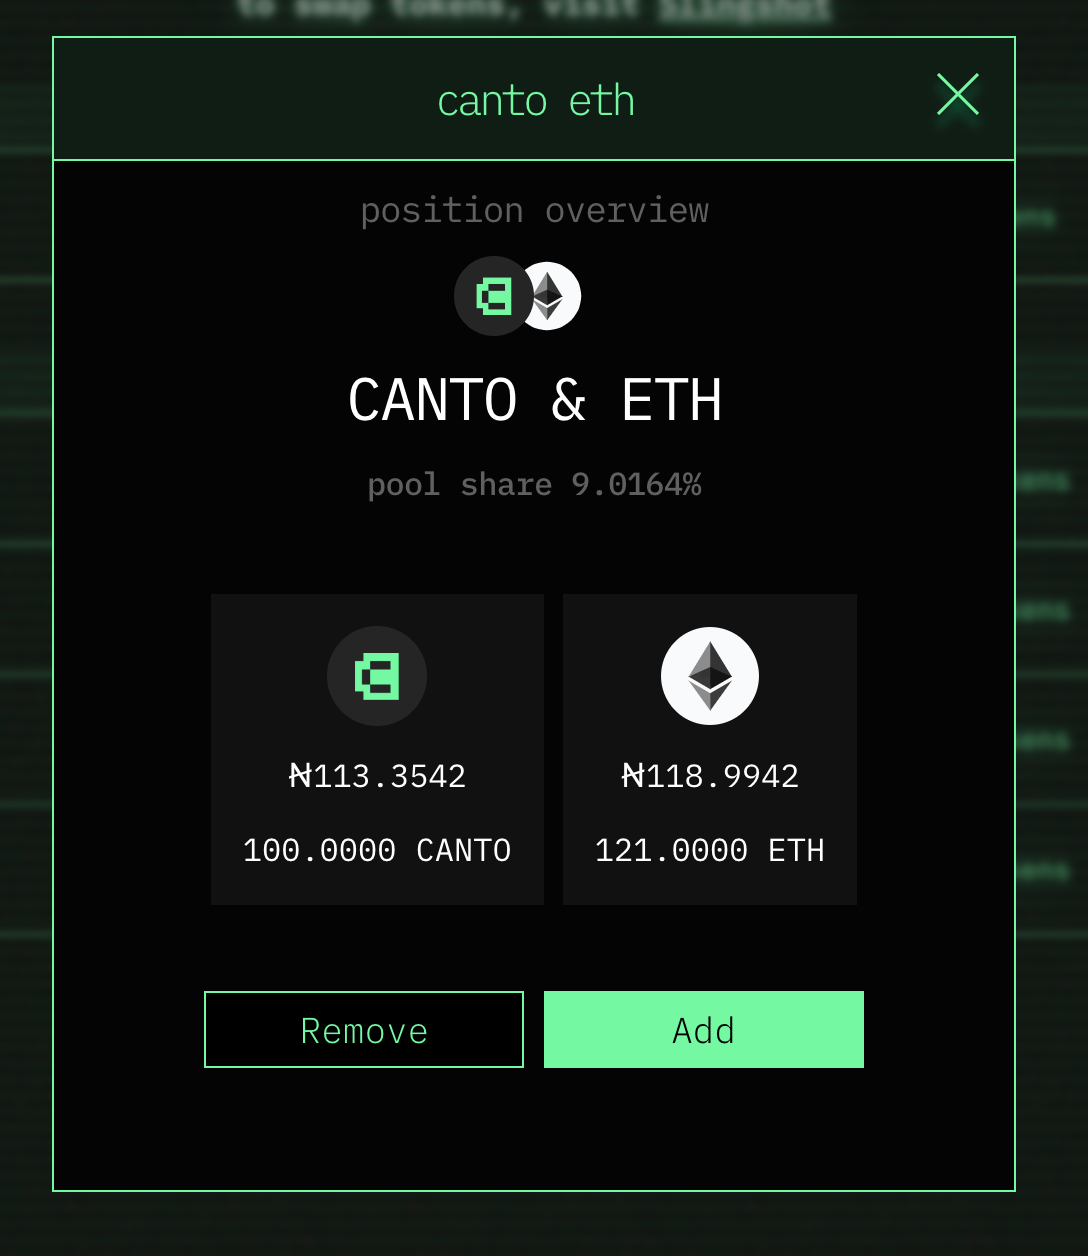 to swap tokens, visit Slingshot
canto eth
position overview
CANTO & ETH
pool share 9.0164%
₦113.3542
₦118.9942
100.0000 CANTO
121.0000 ETH
Remove
Add